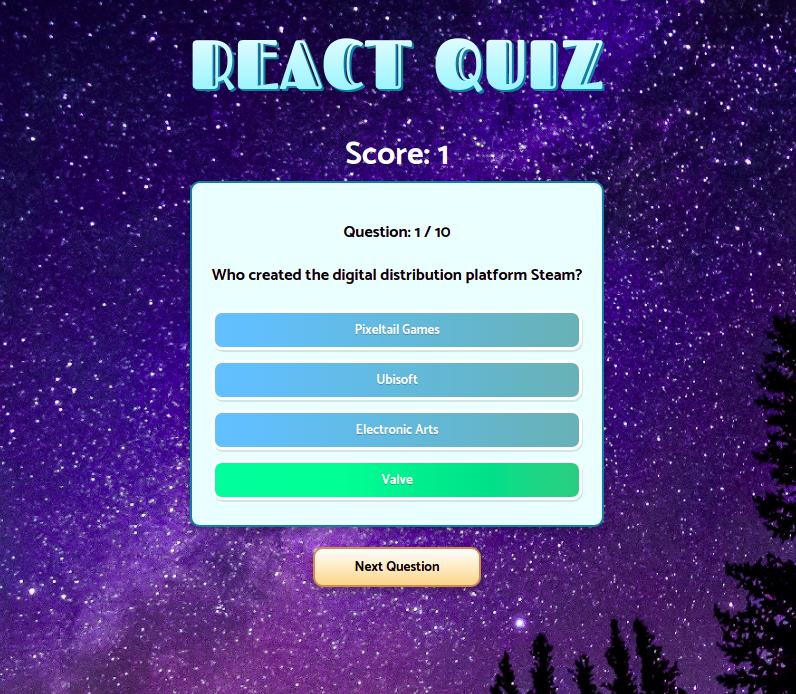 REACT QUIZ
Score: 1
Question: 1 / 10
Who created the digital distribution platform Steam?
Pixeltail Games
Ubisoft
Electronic Arts
Valve
Next Question